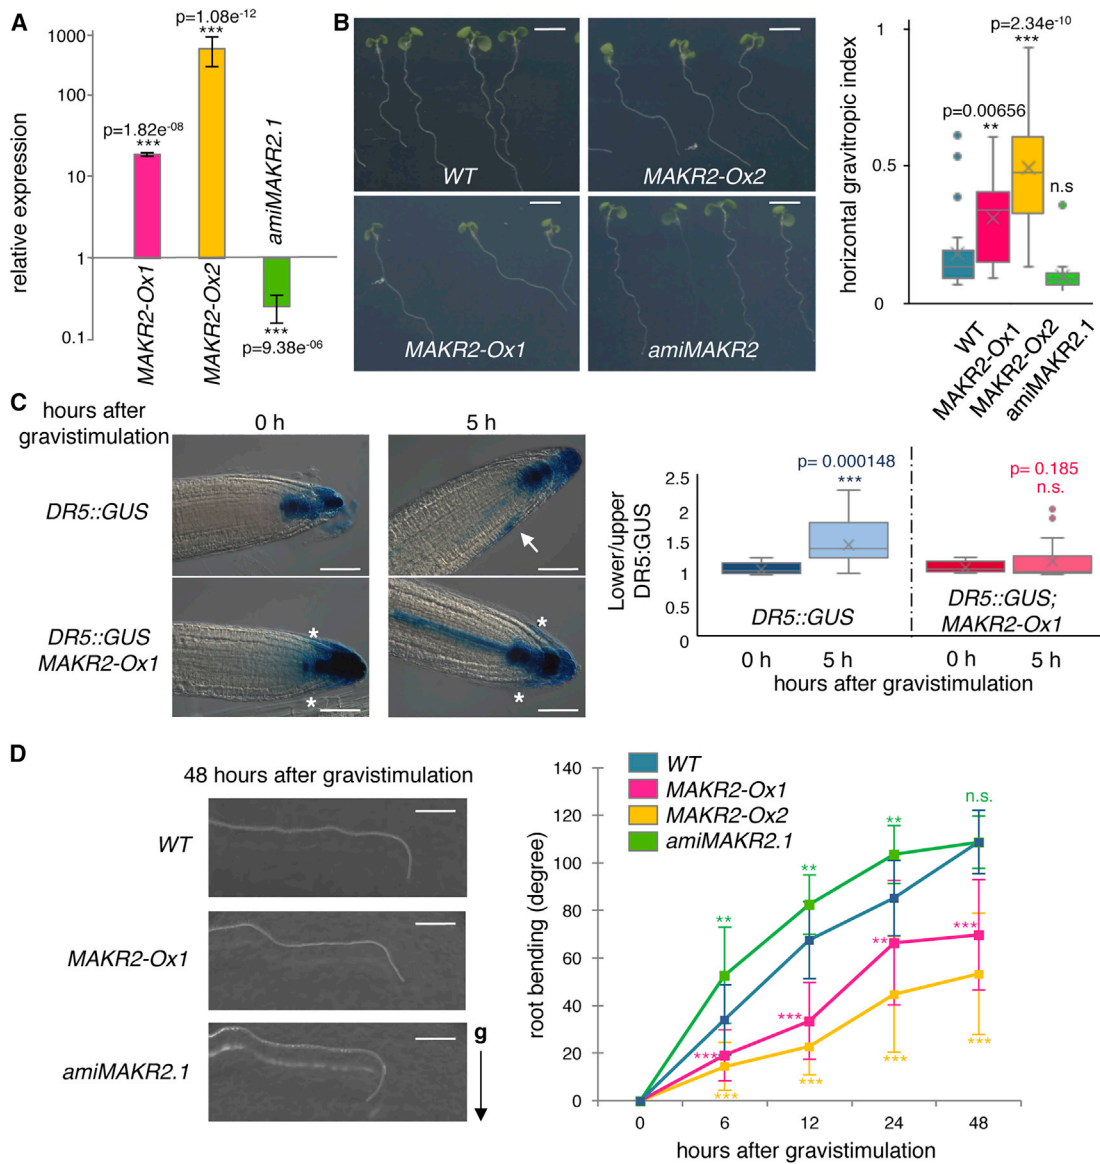 A
relative expression
1000
100
10
1
0.1
p=1.82e-08
***
p=1.08e-12
***
***
p=9.38e-06
MAKR2-Ox1
MAKR2-Ox2
amiMAKR2.1
B
WT
MAKR2-Ox2
MAKR2-Ox1
amiMAKR2
horizontal gravitropic index
1
0.5
0
p=0.00656
**
p=2.34e-10
***
n.s
WT
MAKR2-Ox1
MAKR2-Ox2
amiMAKR2.1
C
hours after
gravistimulation
0 h
5 h
DR5::GUS
DR5::GUS
MAKR2-Ox1
*
*
*
*
Lower/upper
DR5:GUS
2.5
2
1.5
1
0.5
0
p= 0.000148
***
p= 0.185
n.s.
DR5::GUS
DR5::GUS;
MAKR2-Ox1
0 h
5 h
0 h
5 h
hours after gravistimulation
D
48 hours after gravistimulation
WT
MAKR2-Ox1
amiMAKR2.1
g
root bending (degree)
140
120
100
80
60
40
20
0
WT
MAKR2-Ox1
MAKR2-Ox2
amiMAKR2.1
**
**
**
n.s.
***
***
**
***
***
***
***
***
0
6
12
24
48
hours after gravistimulation